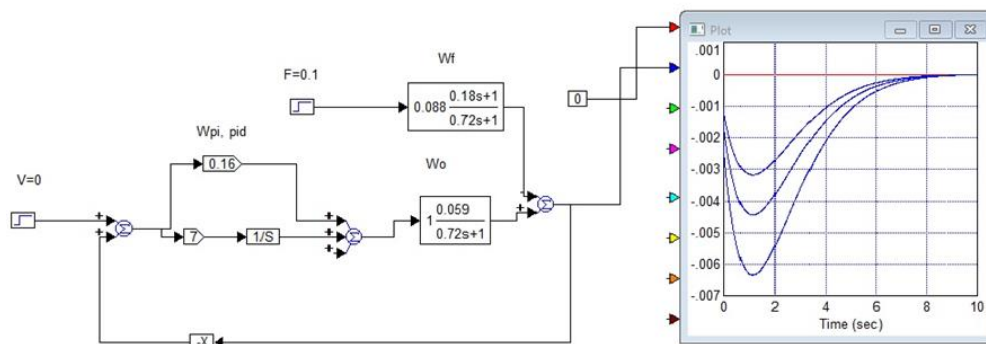 Plot
.001
0
-.001
-.002
-.003
-.004
-.005
-.006
-.007
0 2 4 6 8 10
Time (sec.)
Wf
F=0.1
0.088 0.18s+1
0.72s+1
0
Wpi, pid
0.16
Wo
V=0
1 0.059
0.72s+1
7
1/S
-X